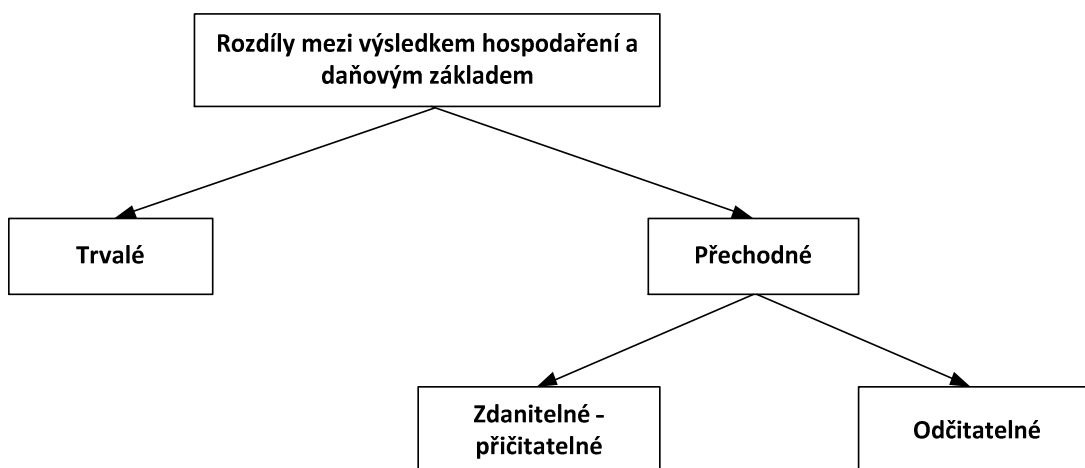 Rozdíly mezi výsledkem hospodaření a
daňovým základem
Trvalé
Přechodné
Zdanitelné -
přičitatelné
Odčitatelné